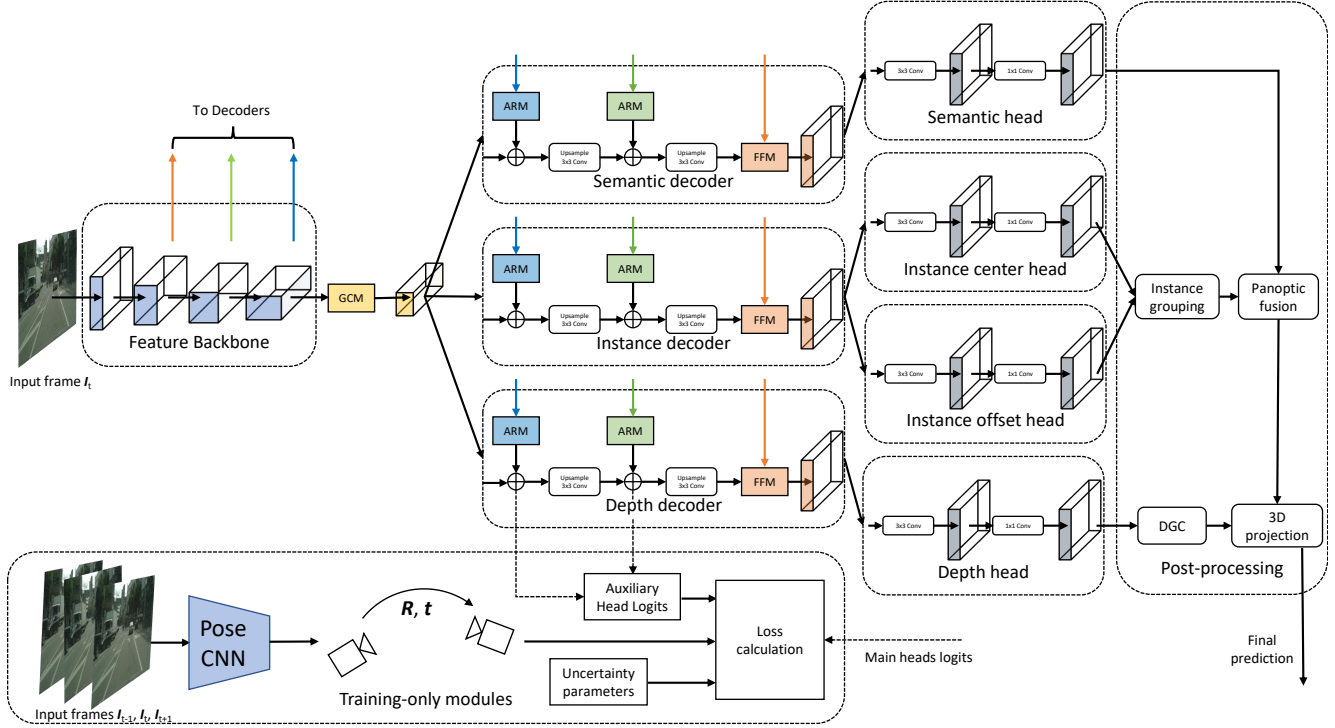 To Decoders
Feature Backbone
Input frame I_t
GCM
ARM
ARM
Upsample
3x3 Conv
Upsample
3x3 Conv
FFM
Semantic decoder
ARM
ARM
Upsample
3x3 Conv
Upsample
3x3 Conv
FFM
Instance decoder
ARM
ARM
Upsample
3x3 Conv
Upsample
3x3 Conv
FFM
Depth decoder
3x3 Conv
1x1 Conv
Semantic head
3x3 Conv
1x1 Conv
Instance center head
3x3 Conv
1x1 Conv
Instance offset head
3x3 Conv
1x1 Conv
Depth head
Instance
grouping
Panoptic
fusion
DGC
3D
projection
Post-processing
Final
prediction
Pose
CNN
R, t
Auxiliary
Head Logits
Uncertainty
parameters
Loss
calculation
Main heads logits
Training-only modules
Input frames I_t-1, I_t, I_t+1